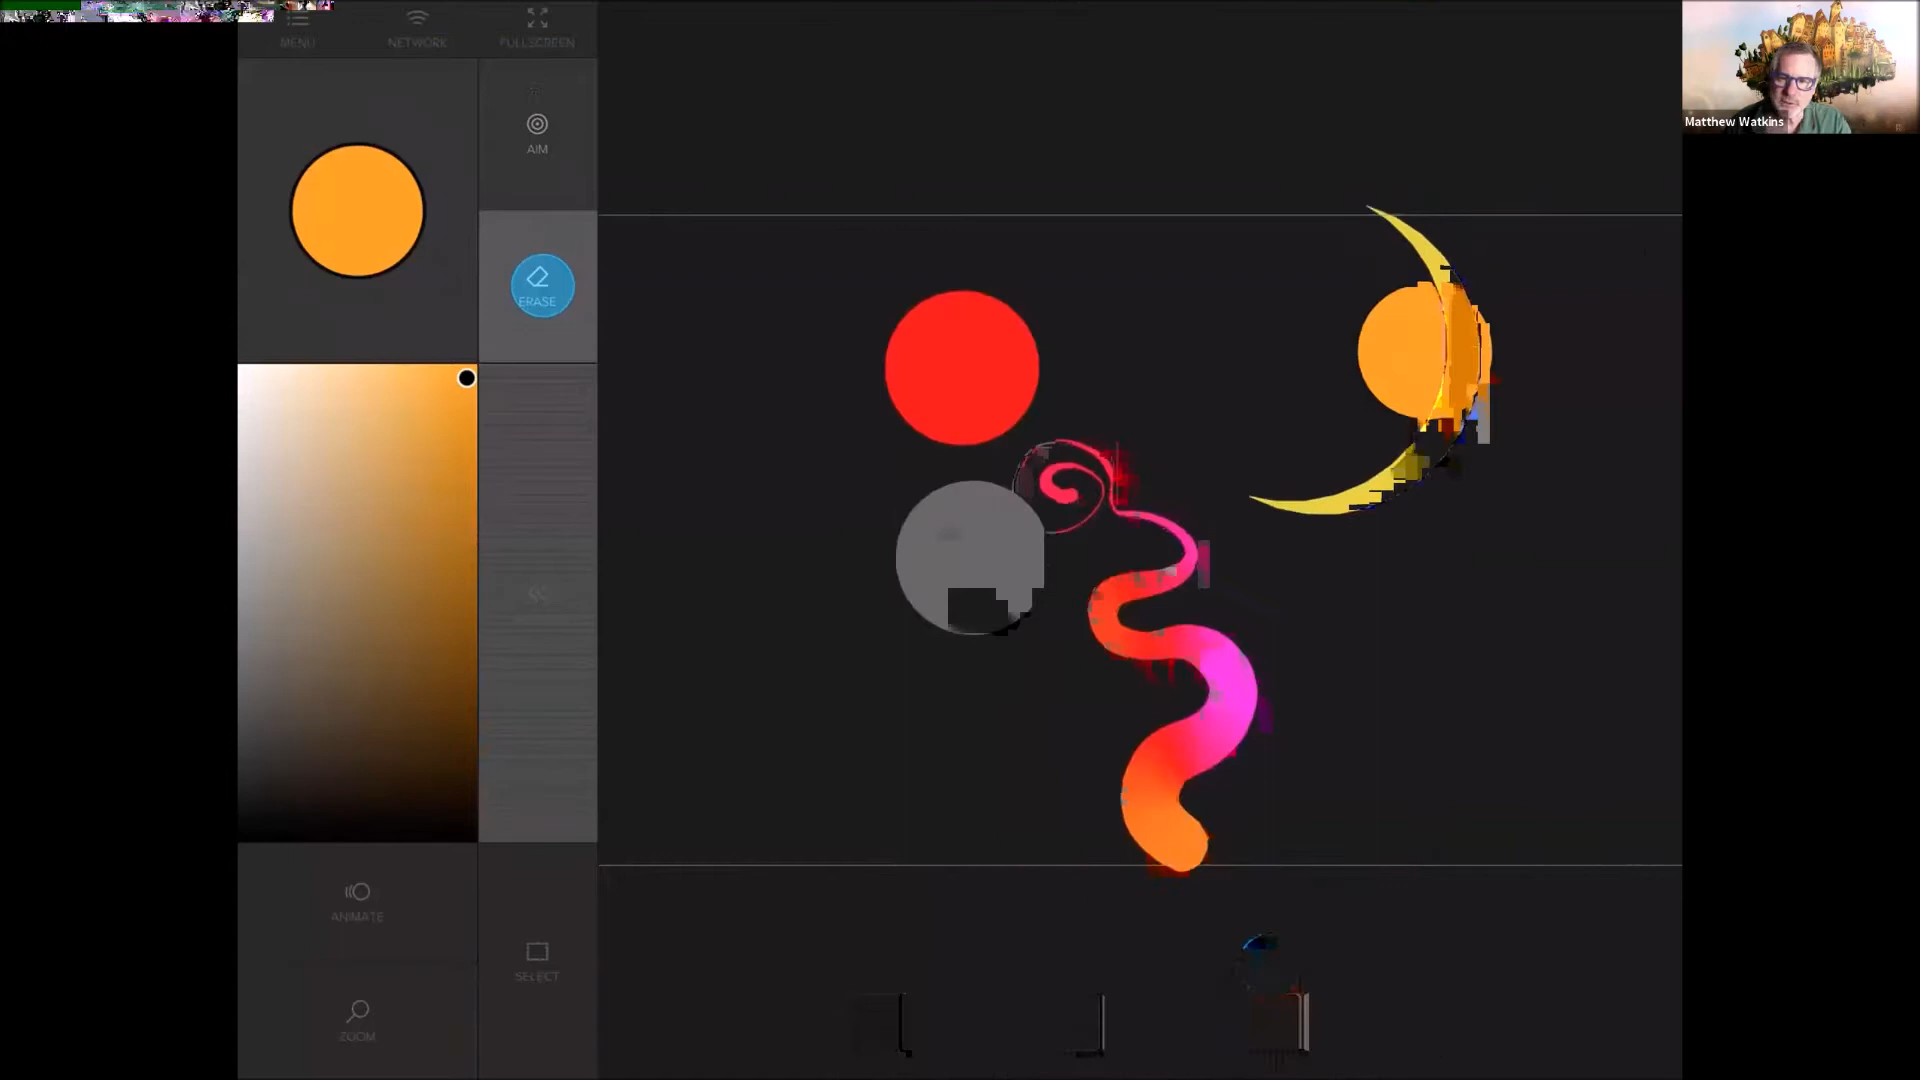 MENU
NETWORK
FULLSCREEN
AIM
ERASE
ANIMATE
SELECT
ZOOM
Matthew Watkins